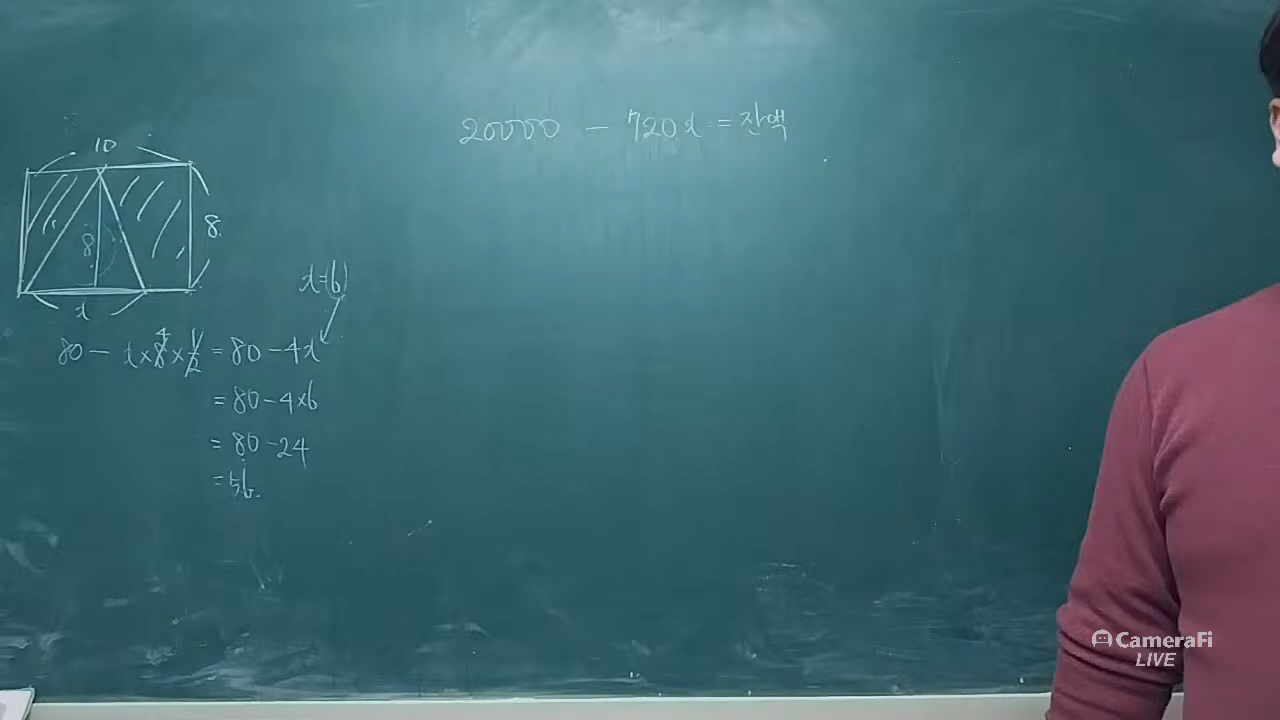 10
8
8
x
x=6
80 - x×8×1/2 = 80 - 4x
4
= 80 - 4×6
= 80 - 24
= 56.
20000 - 720x = 잔액
CameraFi
LIVE